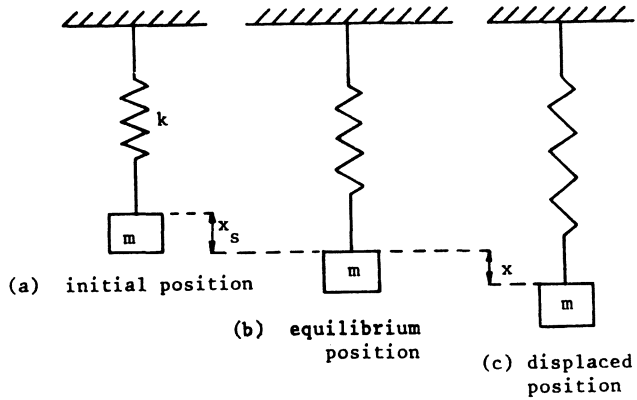 k
m
x
s
(a) initial position
m
(b) equilibrium
position
x
m
(c) displaced
position